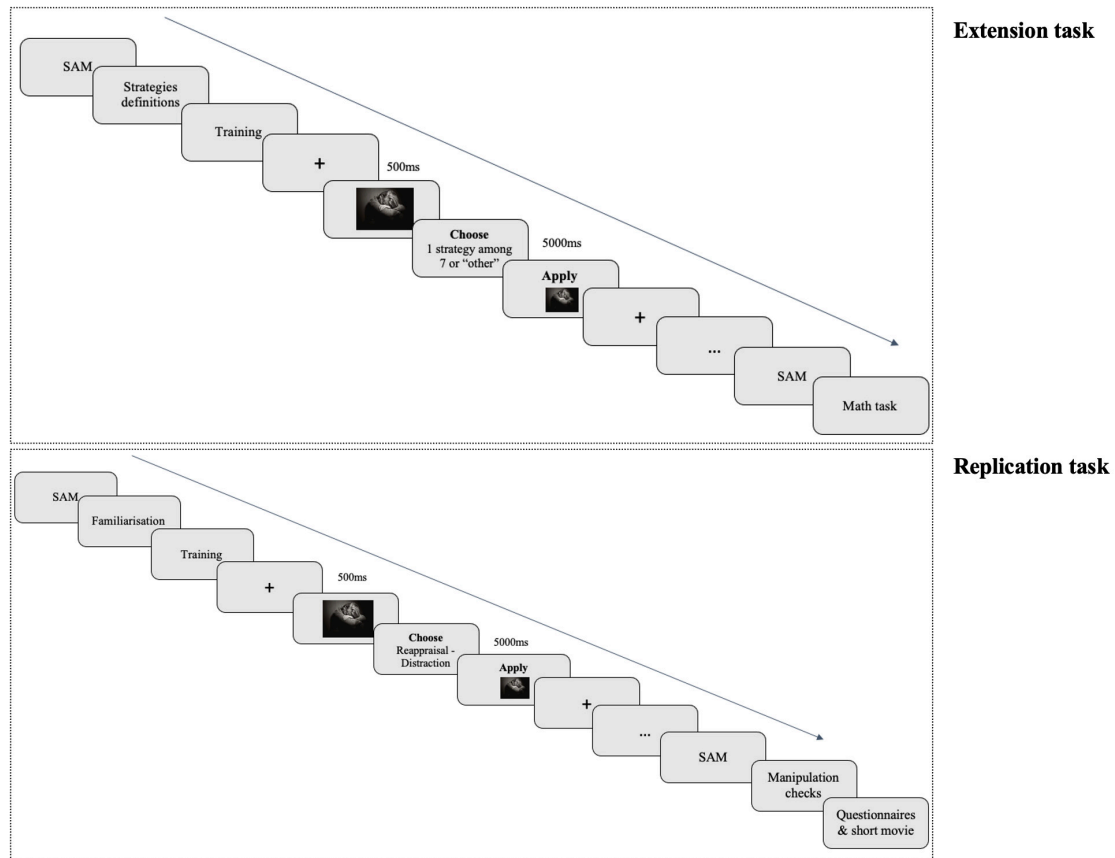 Extension task
SAM
Strategies
definitions
Training
+
500ms
Choose
1 strategy among
7 or “other”
5000ms
Apply
+
...
SAM
Math task
Replication task
SAM
Familiarisation
Training
+
500ms
Choose
Reappraisal -
Distraction
5000ms
Apply
+
...
SAM
Manipulation
checks
Questionnaires
& short movie